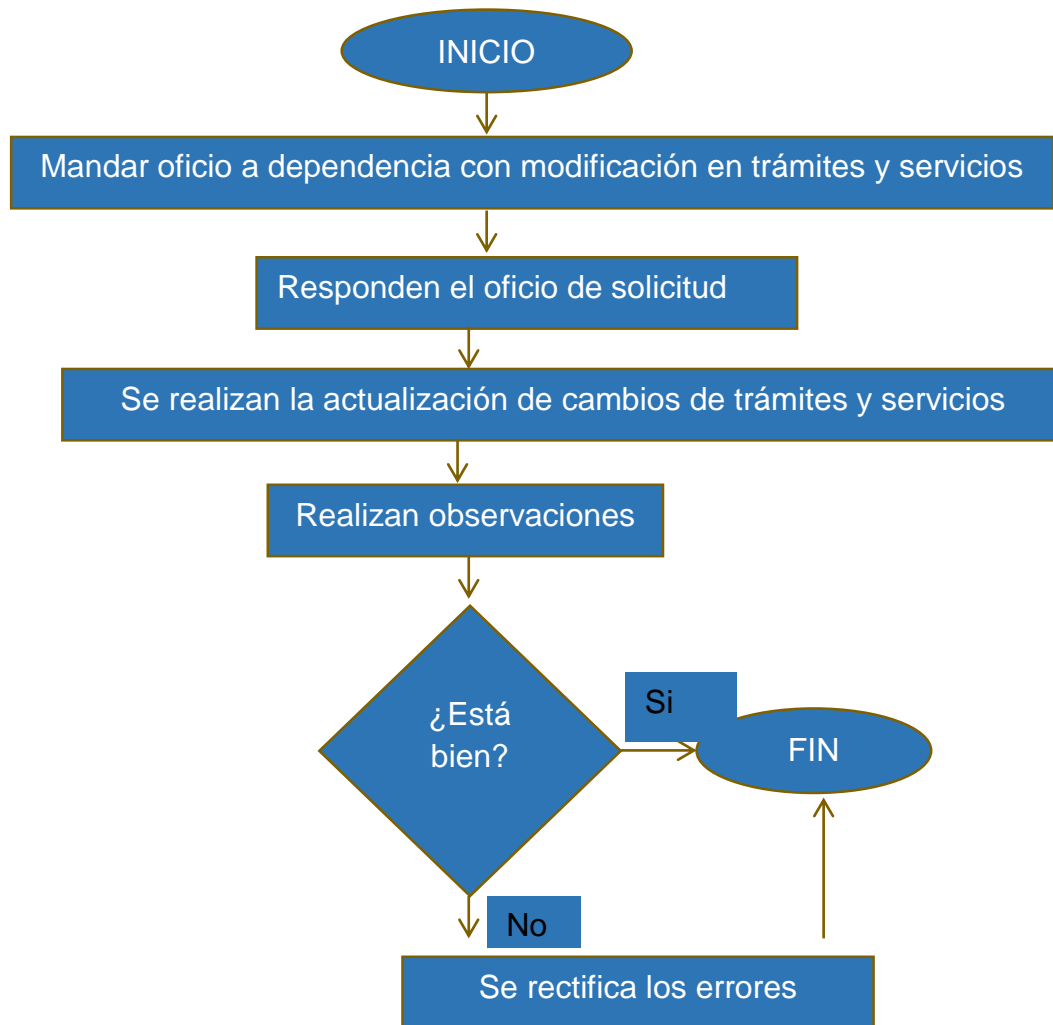 INICIO
Mandar oficio a dependencia con modificación en trámites y servicios
Responden el oficio de solicitud
Se realizan la actualización de cambios de trámites y servicios
Realizan observaciones
¿Está
bien?
Si
FIN
No
Se rectifica los errores